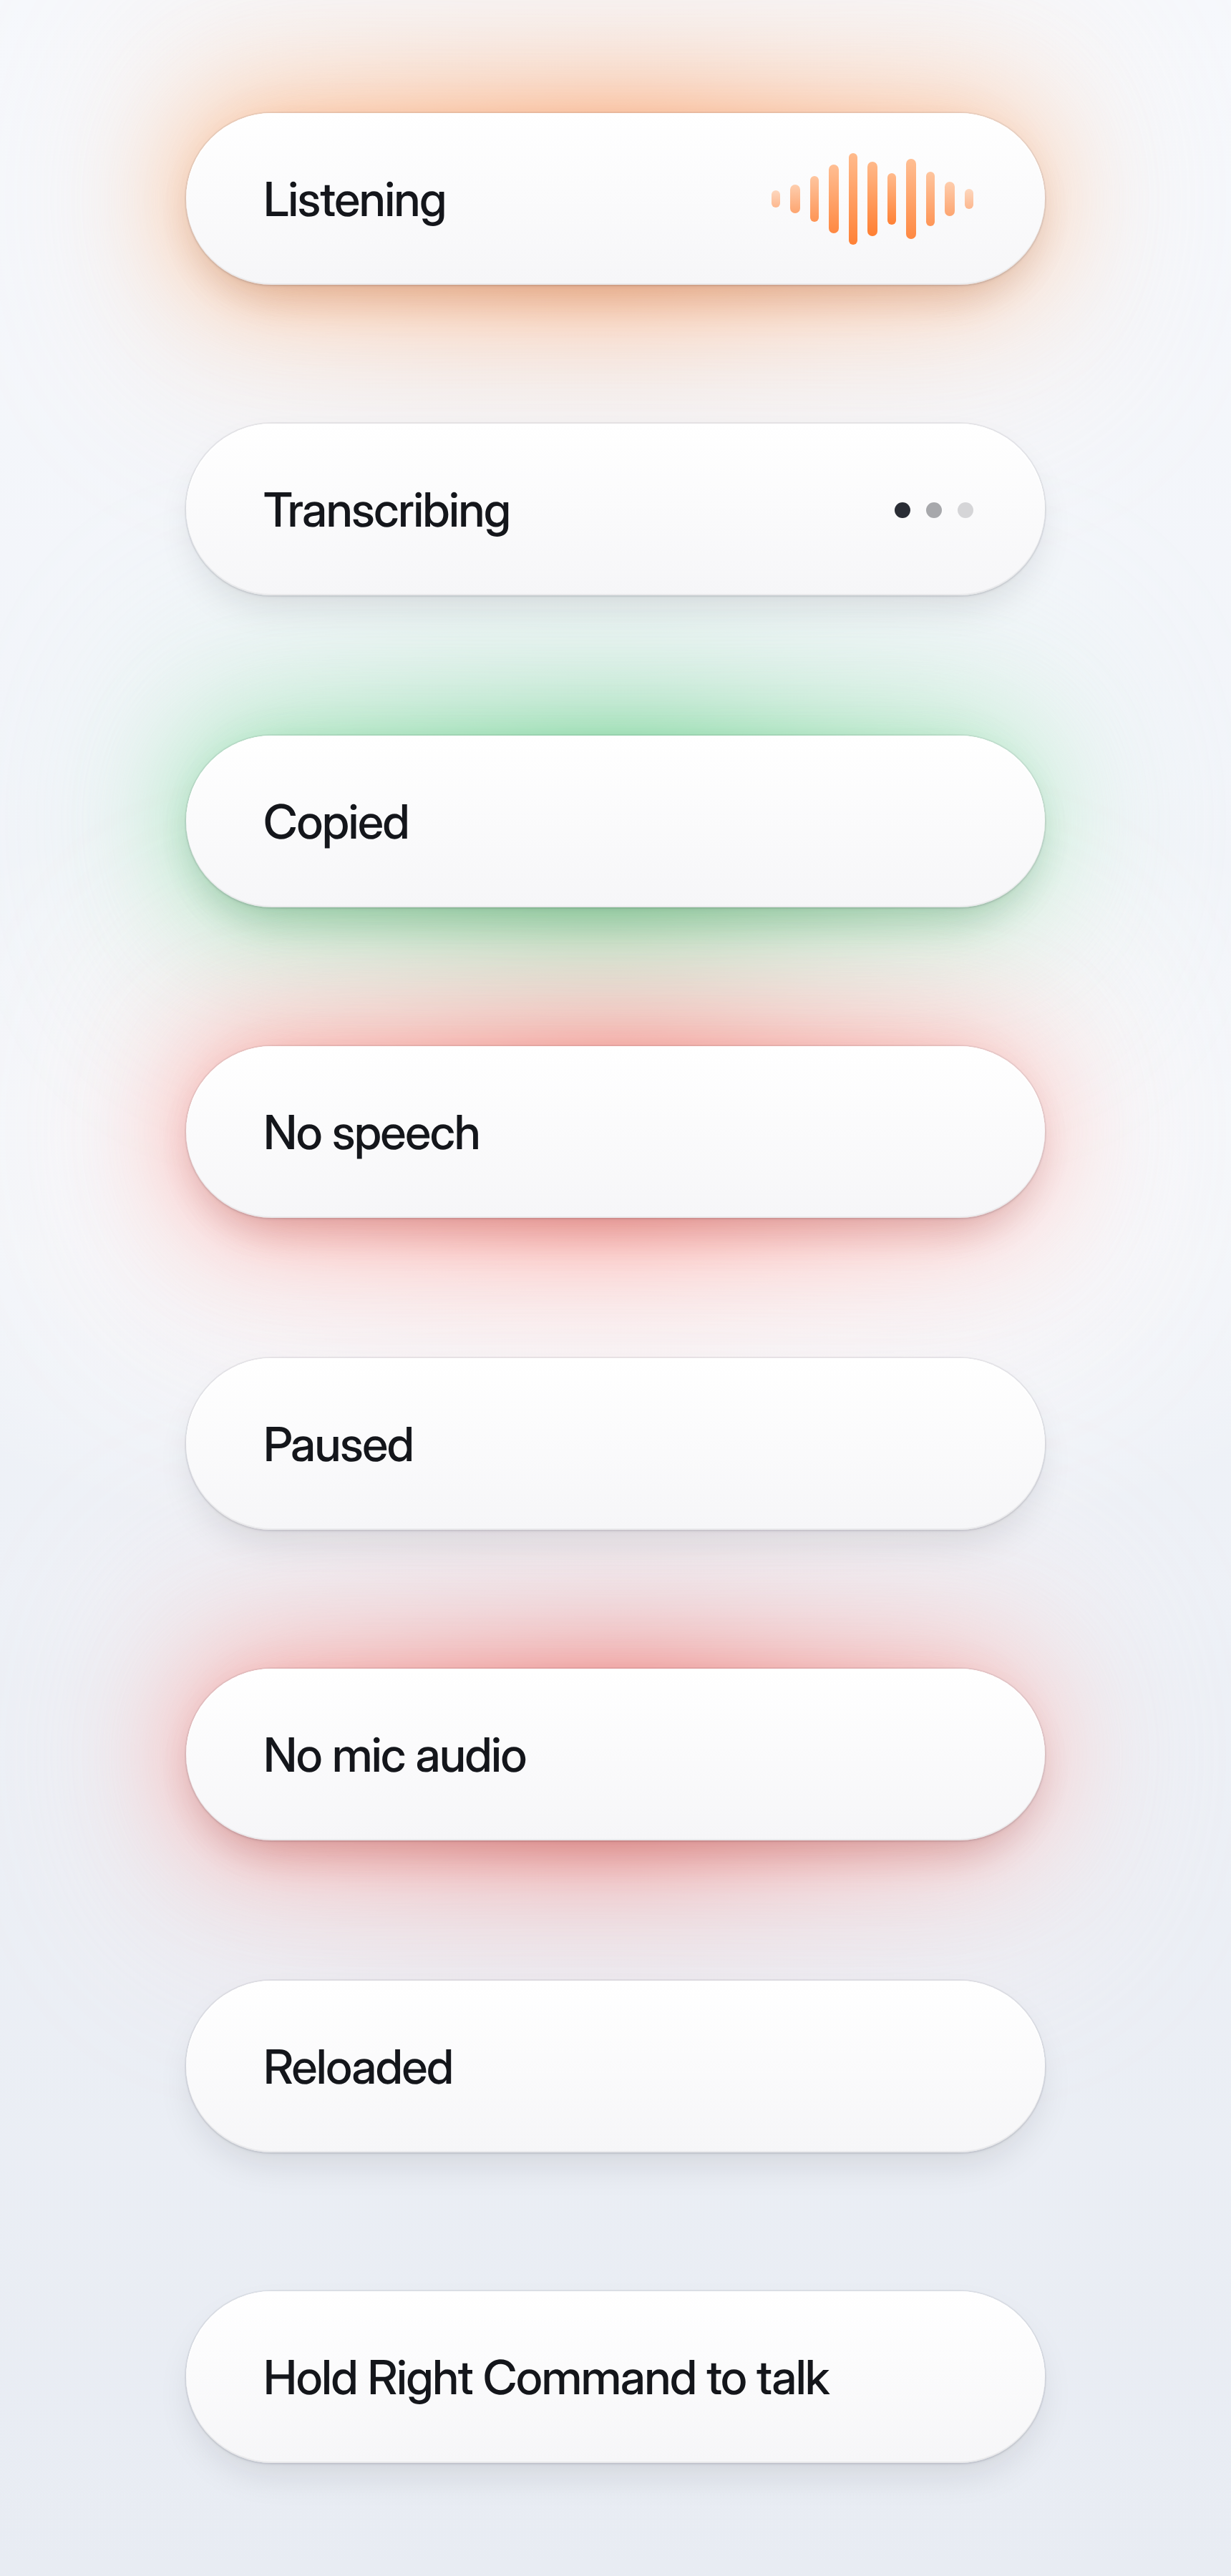 Listening
Transcribing
Copied
No speech
Paused
No mic audio
Reloaded
Hold Right Command to talk